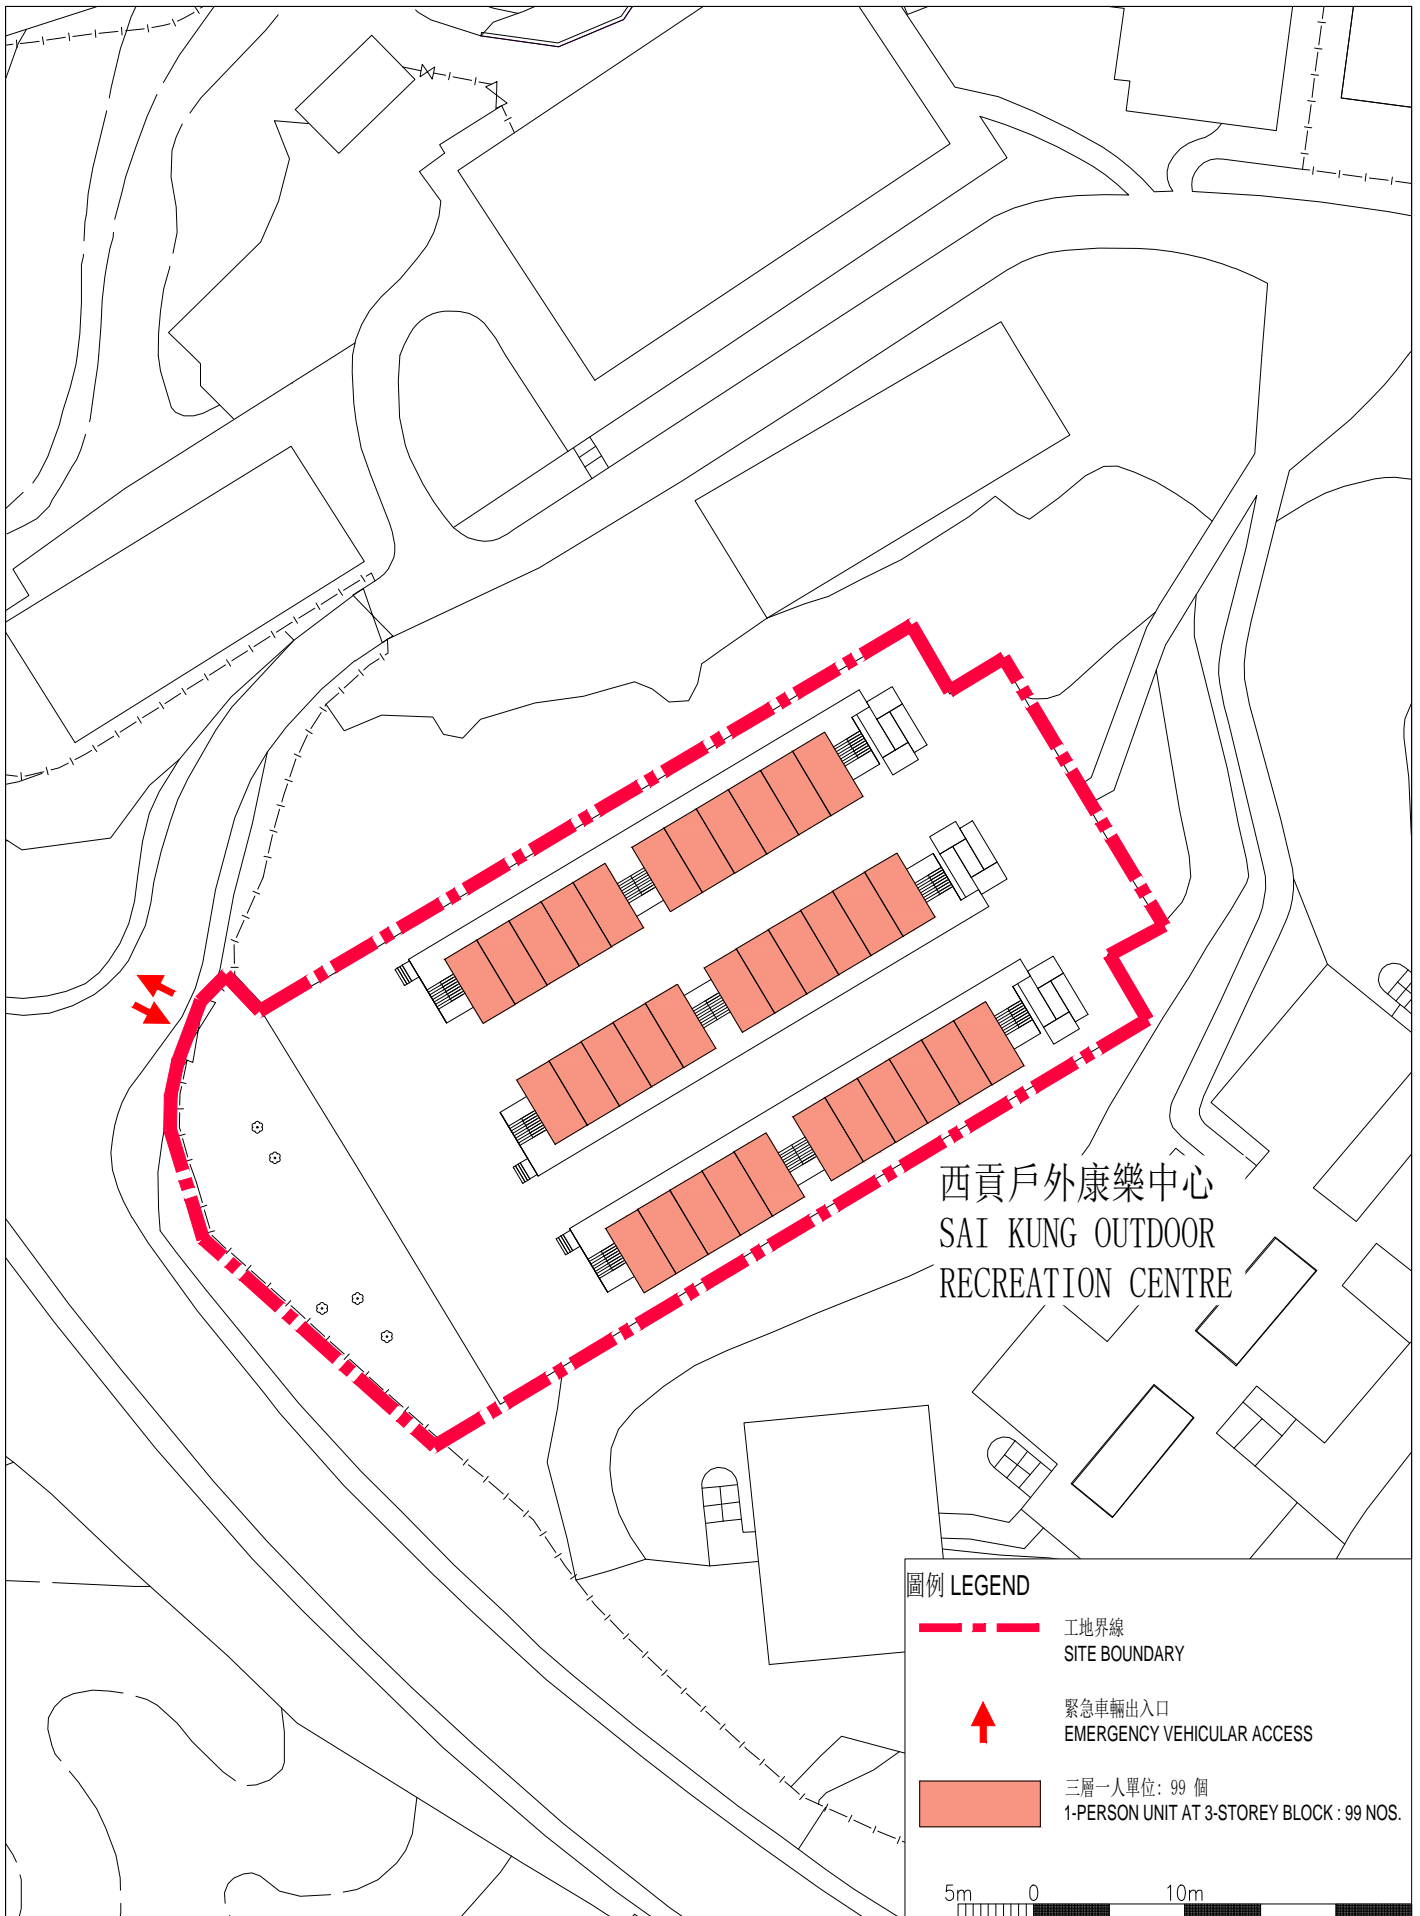 西貢戶外康樂中心
SAI KUNG OUTDOOR
RECREATION CENTRE
圖例 LEGEND
工地界線
SITE BOUNDARY
緊急車輛出入口
EMERGENCY VEHICULAR ACCESS
三層一人單位: 99 個
1-PERSON UNIT AT 3-STOREY BLOCK : 99 NOS.
5m 0 10m